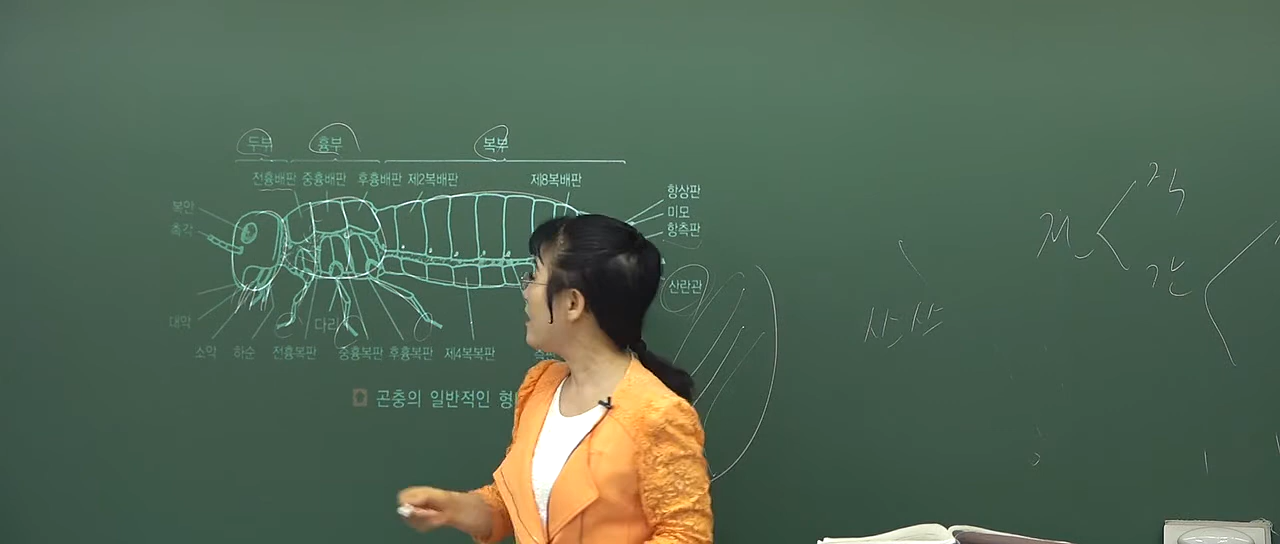 두부 흉부 복부
전흉배판 중흉배판 후흉배판 제2복배판 제8복배판
복안
촉각
항상판
미모
항측판
산란관
대악
다리
소악 하순 전흉복판 중흉복판 후흉복판 제4복복판
곤충의 일반적인